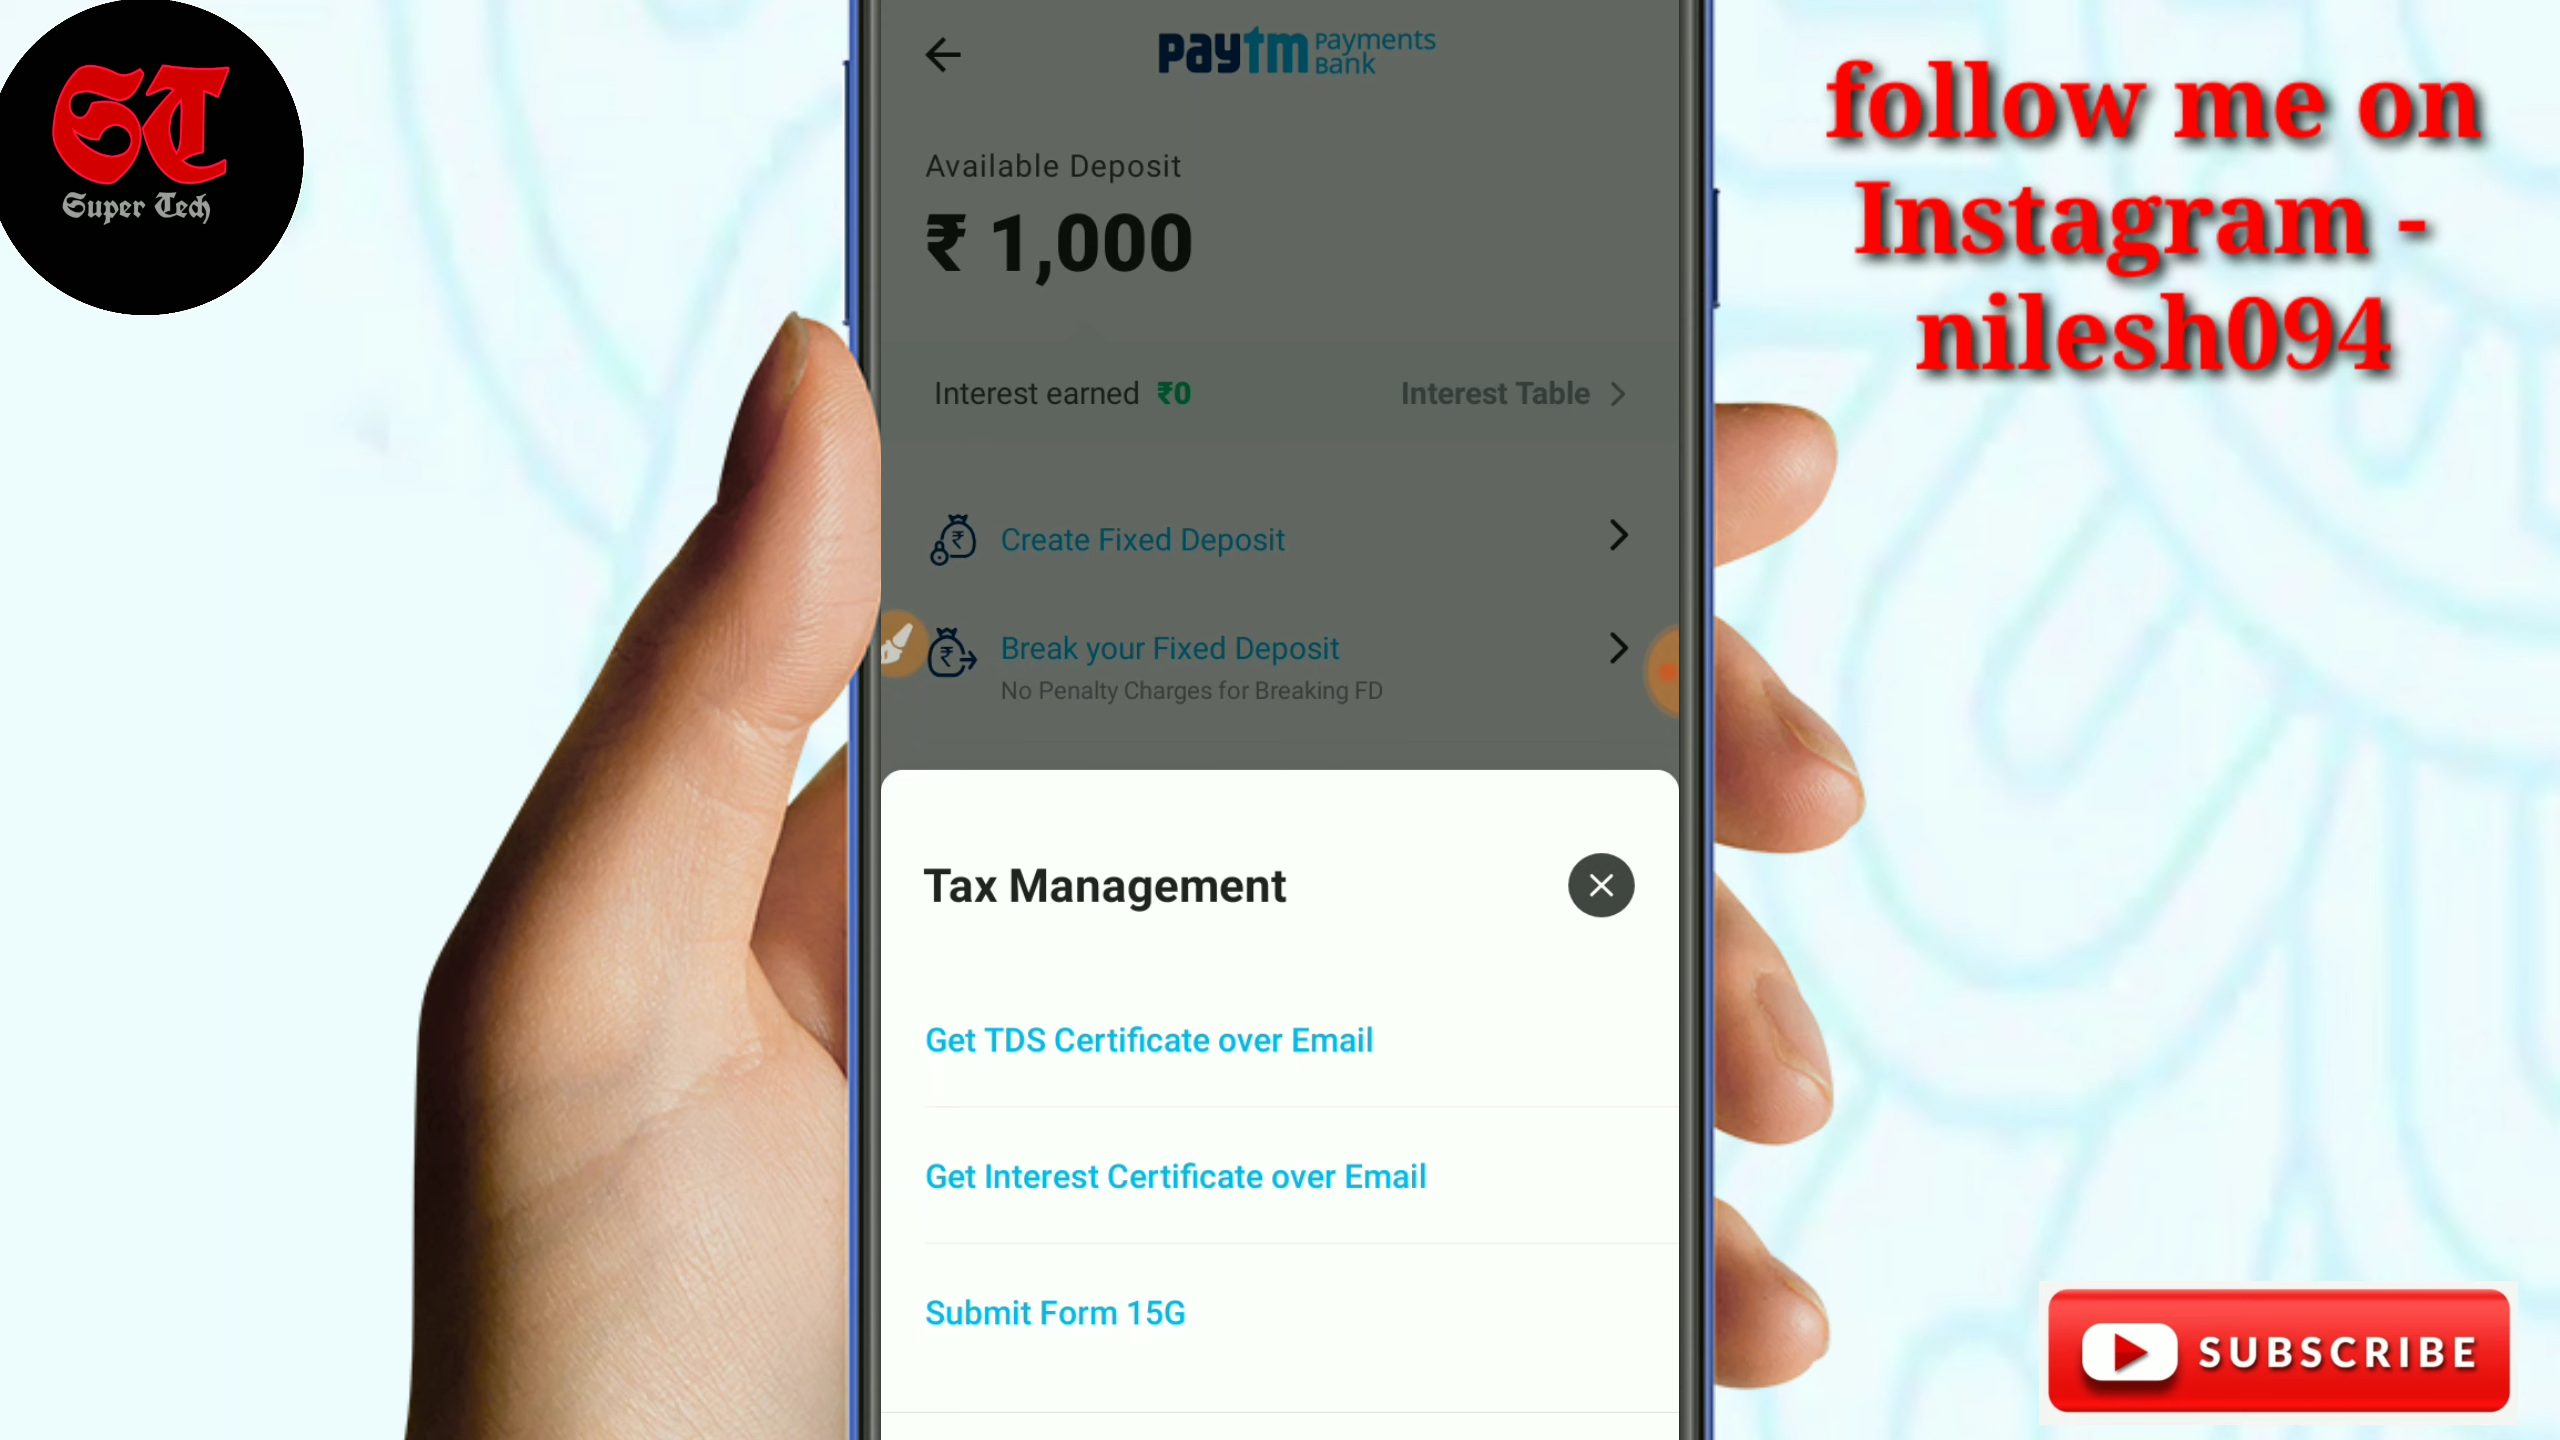 ST
Super Tech
paytm Payments
Bank
Available Deposit
₹ 1,000
Interest earned ₹0
Interest Table
Create Fixed Deposit
Break your Fixed Deposit
No Penalty Charges for Breaking FD
Tax Management
Get TDS Certificate over Email
Get Interest Certificate over Email
Submit Form 15G
follow me on
Instagram -
nilesh094
SUBSCRIBE